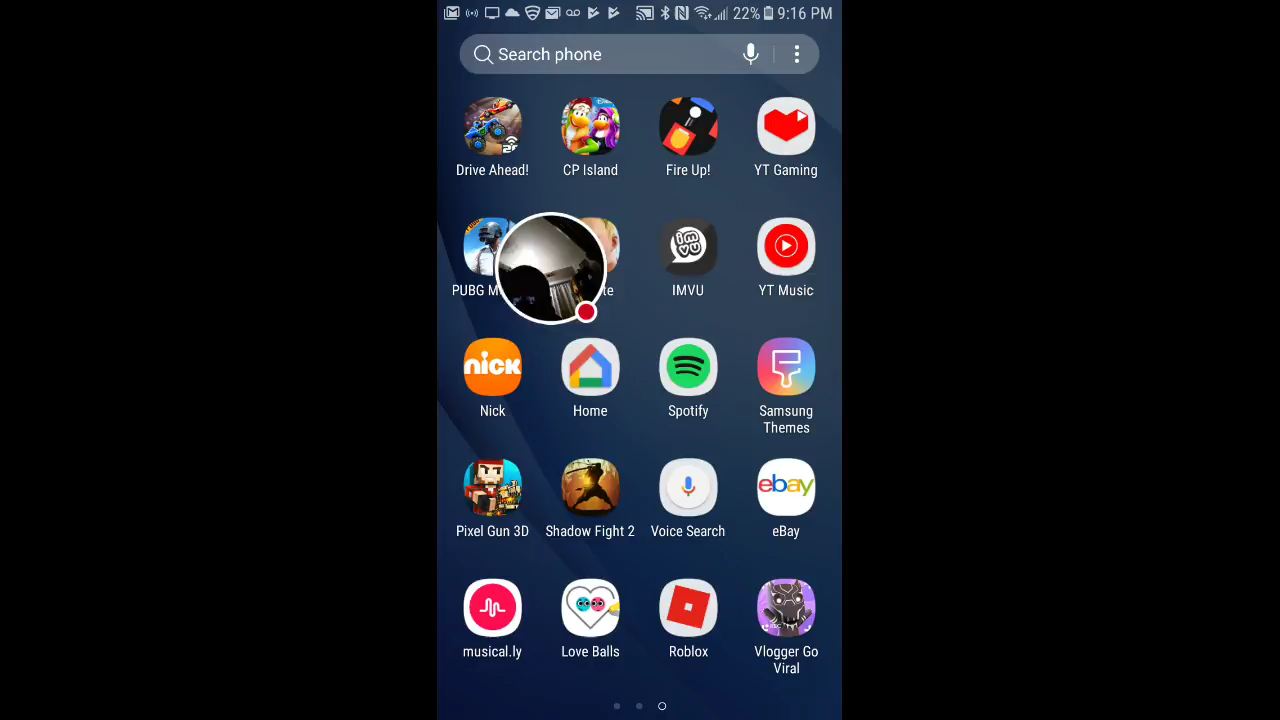 22% 9:16 PM
Search phone
Drive Ahead! CP Island Fire Up! YT Gaming
imvu
PUBG M te IMVU YT Music
nick
Nick Home Spotify Samsung
Themes
ebay
Pixel Gun 3D Shadow Fight 2 Voice Search eBay
musical.ly Love Balls Roblox Vlogger Go
Viral